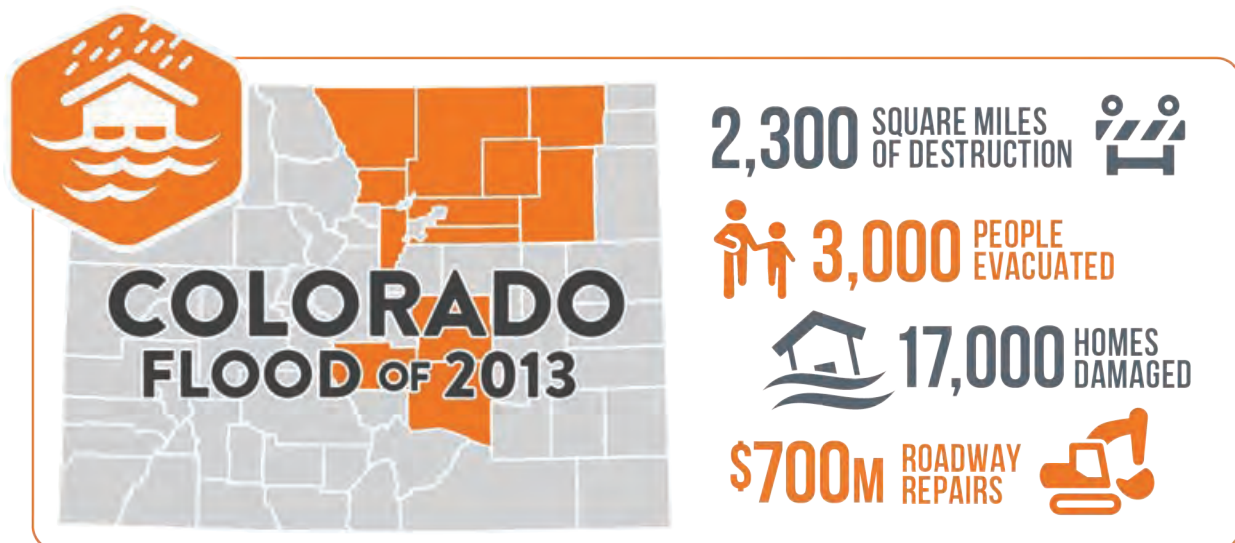 COLORADO
FLOOD OF 2013
2,300 SQUARE MILES
OF DESTRUCTION
3,000 PEOPLE
EVACUATED
17,000 HOMES
DAMAGED
$700M ROADWAY
REPAIRS